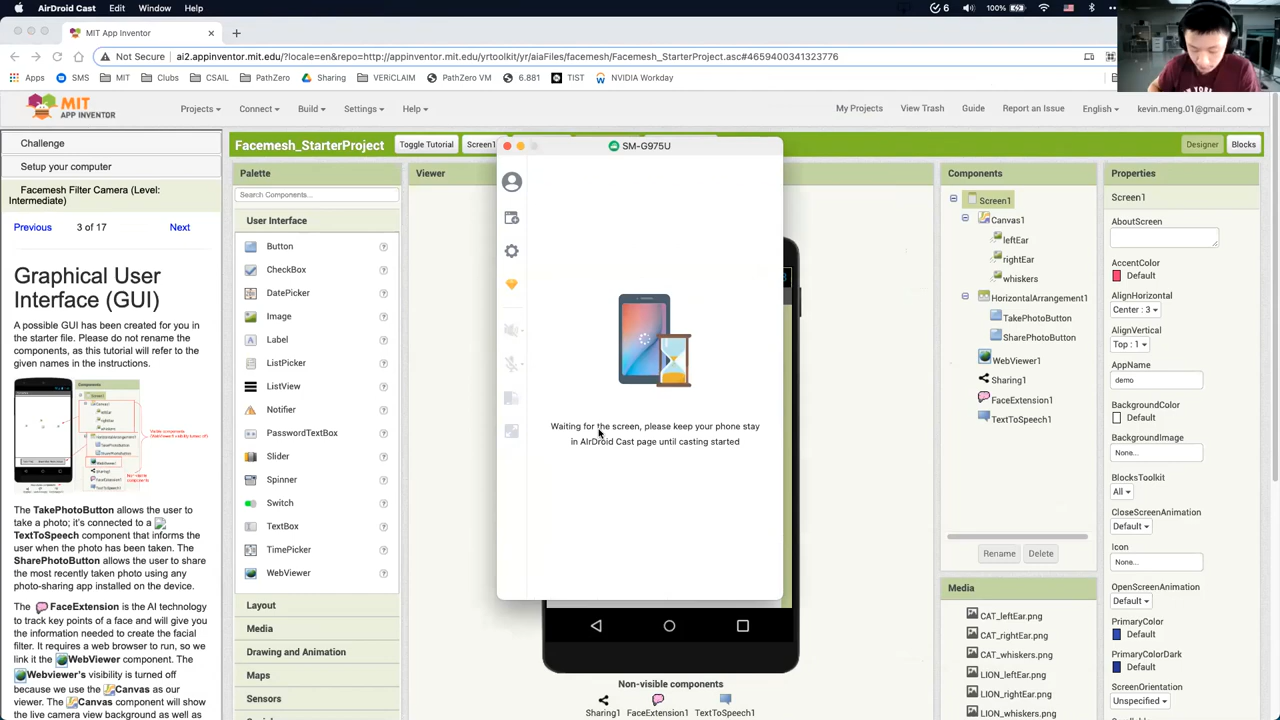 AirDroid Cast Window Help
6
100%
MIT App Inventor
Not Secure ai2.appinventor.mit.edu/?locale=en&repo=http://appinventor.mit.edu/yrtoolkit/yr/aiaFiles/facemesh/Facemesh_StarterProject.asc#4659400341323776
Apps SMS MIT Clubs CSAIL PathZero Sharing VERiCLAIM PathZero VM 6.881 TIST NVIDIA Workday
MIT
APP INVENTOR
Projects Connect Build Settings Help
My Projects View Trash Guide Report an Issue English kevin.meng.01@gmail.com
Challenge
Setup your computer
Facemesh Filter Camera (Level:
Intermediate)
Previous 3 of 17 Next
Graphical User
Interface (GUI)
A possible GUI has been created for you in
the starter file. Please do not rename the
components, as this tutorial will refer to the
given names in the instructions.
The TakePhotoButton allows the user to
take a photo; it's connected to a
TextToSpeech component that informs the
user when the photo has been taken. The
SharePhotoButton allows the user to share
the most recently taken photo using any
photo-sharing app installed on the device.
The FaceExtension is the AI technology
to track key points of a face and will give you
the information needed to create the facial
filter. It requires a web browser to run, so we
link it the WebViewer component. The
Webviewer's visibility is turned off
because we use the Canvas as our
viewer. The Canvas component will show
the live camera view background as well as
Facemesh_StarterProject
Toggle Tutorial
Screen1
Designer
Blocks
Palette
Search Components...
User Interface
Button
CheckBox
DatePicker
Image
Label
ListPicker
ListView
Notifier
PasswordTextBox
Slider
Spinner
Switch
TextBox
TimePicker
WebViewer
Layout
Media
Drawing and Animation
Maps
Sensors
Viewer
SM-G975U
Waiting for the screen, please keep your phone stay
in AirDroid Cast page until casting started
Non-visible components
Sharing1 FaceExtension1 TextToSpeech1
Components
Screen1
Canvas1
leftEar
rightEar
whiskers
HorizontalArrangement1
TakePhotoButton
SharePhotoButton
WebViewer1
Sharing1
FaceExtension1
TextToSpeech1
Rename Delete
Media
CAT_leftEar.png
CAT_rightEar.png
CAT_whiskers.png
LION_leftEar.png
LION_rightEar.png
LION_whiskers.png
Properties
Screen1
AboutScreen
AccentColor
Default
AlignHorizontal
Center : 3
AlignVertical
Top : 1
AppName
demo
BackgroundColor
Default
BackgroundImage
None...
BlocksToolkit
All
CloseScreenAnimation
Default
Icon
None...
OpenScreenAnimation
Default
PrimaryColor
Default
PrimaryColorDark
Default
ScreenOrientation
Unspecified